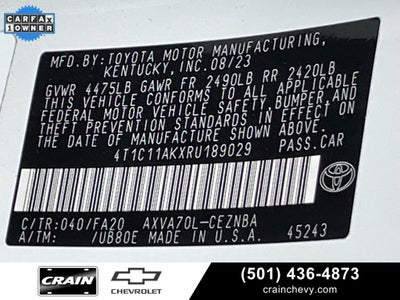 CARFAX
1 OWNER
MFD. BY: TOYOTA MOTOR MANUFACTURING,
KENTUCKY, INC. 08/23
GVWR 4475LB GAWR FR 2490LB RR 2420LB
THIS VEHICLE CONFORMS TO ALL APPLICABLE
FEDERAL MOTOR VEHICLE SAFETY, BUMPER, AND
THEFT PREVENTION STANDARDS IN EFFECT ON
THE DATE OF MANUFACTURE SHOWN ABOVE.
4T1C11AKXRU189029 PASS. CAR
C/TR: 040/FA20 AXVA70L-CEZNBA
A/TM: /UB80E MADE IN U.S.A. 45243
TOYOTA
CRAIN
CHEVROLET
(501) 436-4873
crainchevy.com